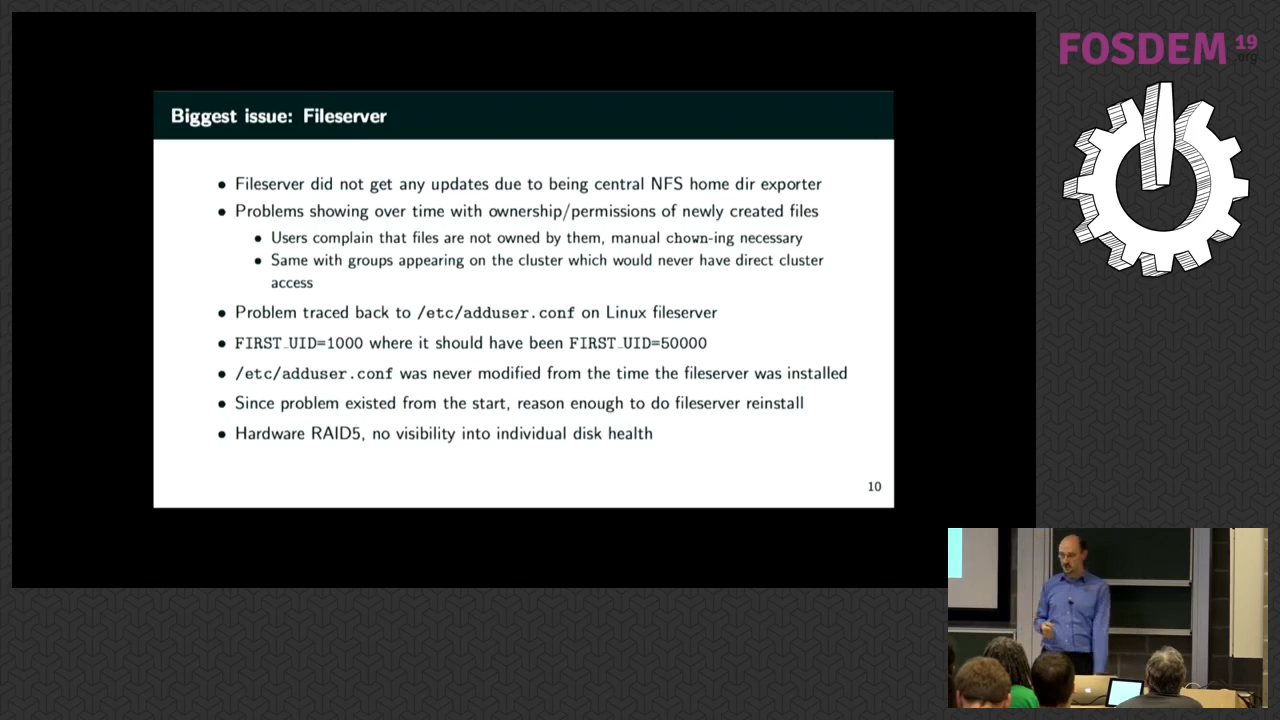 FOSDEM 19
.org
Biggest issue: Fileserver
• Fileserver did not get any updates due to being central NFS home dir exporter
• Problems showing over time with ownership/permissions of newly created files
• Users complain that files are not owned by them, manual chown-ing necessary
• Same with groups appearing on the cluster which would never have direct cluster
access
• Problem traced back to /etc/adduser.conf on Linux fileserver
• FIRST_UID=1000 where it should have been FIRST_UID=50000
• /etc/adduser.conf was never modified from the time the fileserver was installed
• Since problem existed from the start, reason enough to do fileserver reinstall
• Hardware RAID5, no visibility into individual disk health
10